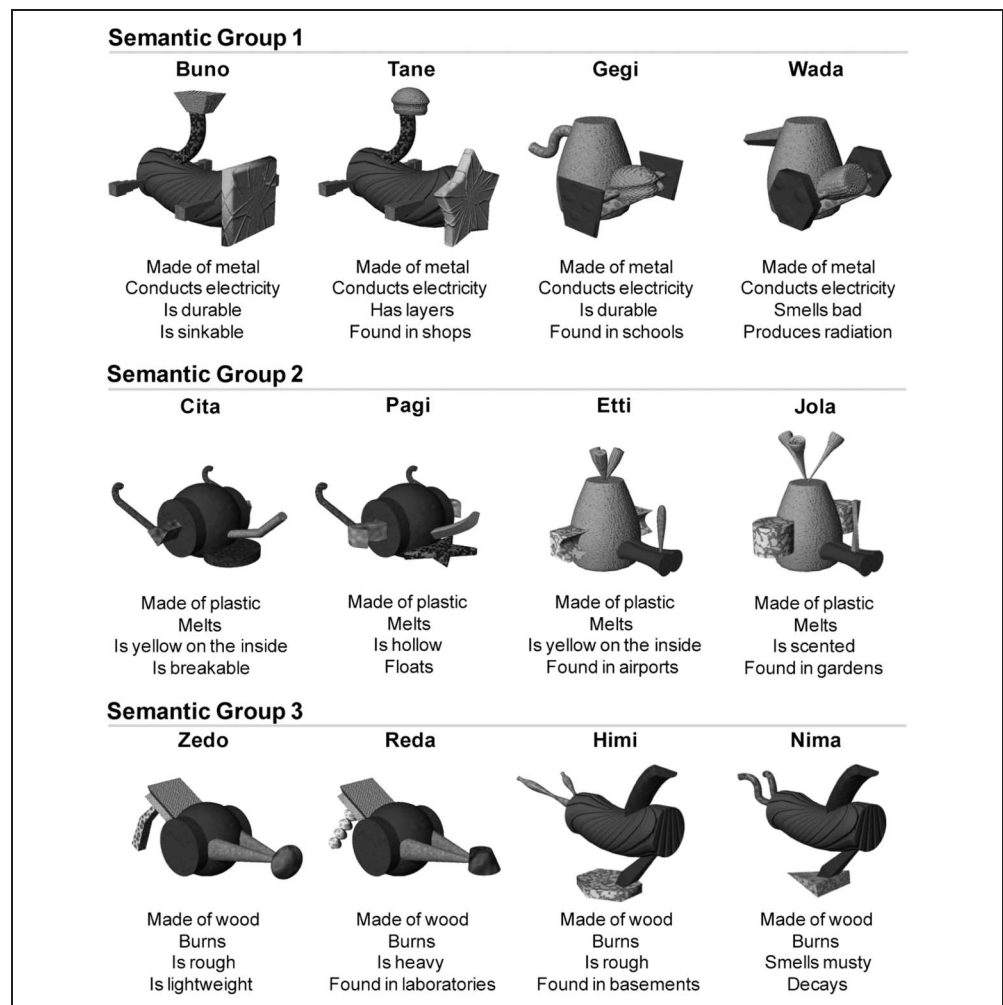 Semantic Group 1
Buno Tane Gegi Wada
Made of metal Made of metal Made of metal Made of metal
Conducts electricity Conducts electricity Conducts electricity Conducts electricity
Is durable Has layers Is durable Smells bad
Is sinkable Found in shops Found in schools Produces radiation
Semantic Group 2
Cita Pagi Etti Jola
Made of plastic Made of plastic Made of plastic Made of plastic
Melts Melts Melts Melts
Is yellow on the inside Is hollow Is yellow on the inside Is scented
Is breakable Floats Found in airports Found in gardens
Semantic Group 3
Zedo Reda Himi Nima
Made of wood Made of wood Made of wood Made of wood
Burns Burns Burns Burns
Is rough Is heavy Is rough Smells musty
Is lightweight Found in laboratories Found in basements Decays